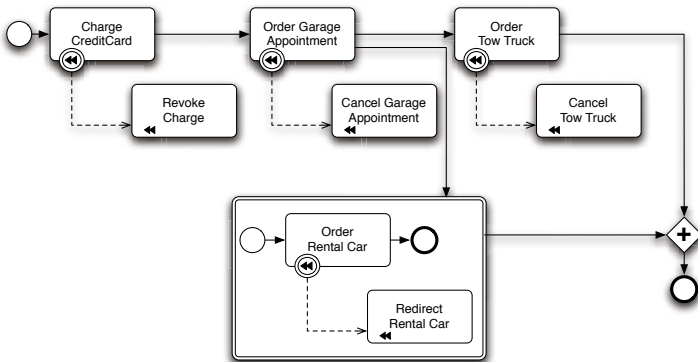 Charge
CreditCard
Order Garage
Appointment
Order
Tow Truck
Revoke
Charge
Cancel Garage
Appointment
Cancel
Tow Truck
Order
Rental Car
Redirect
Rental Car